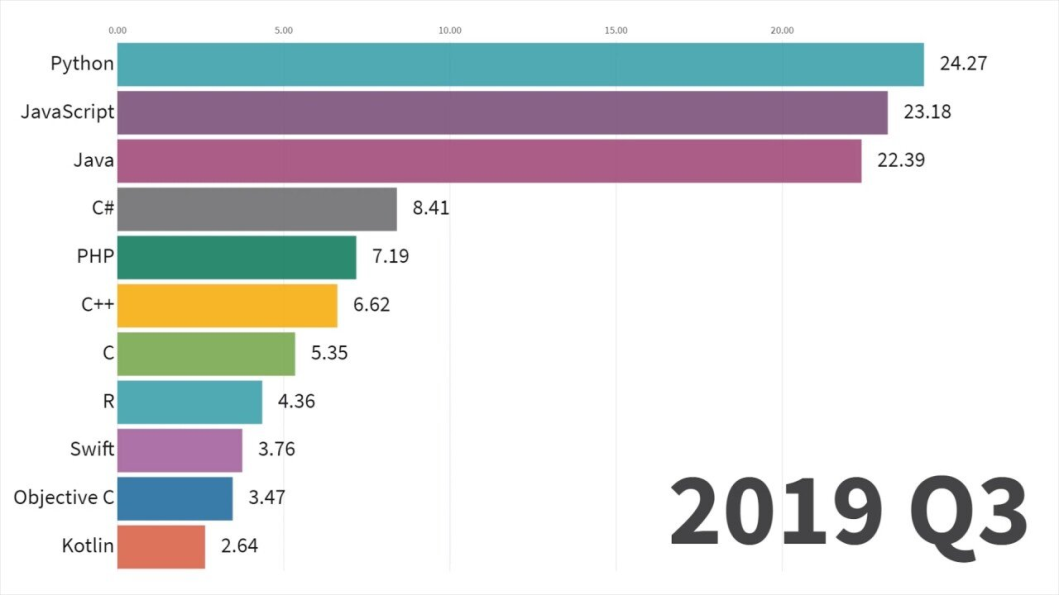 0.00 5.00 10.00 15.00 20.00
Python 24.27
JavaScript 23.18
Java 22.39
C# 8.41
PHP 7.19
C++ 6.62
C 5.35
R 4.36
Swift 3.76
Objective C 3.47
Kotlin 2.64
2019 Q3